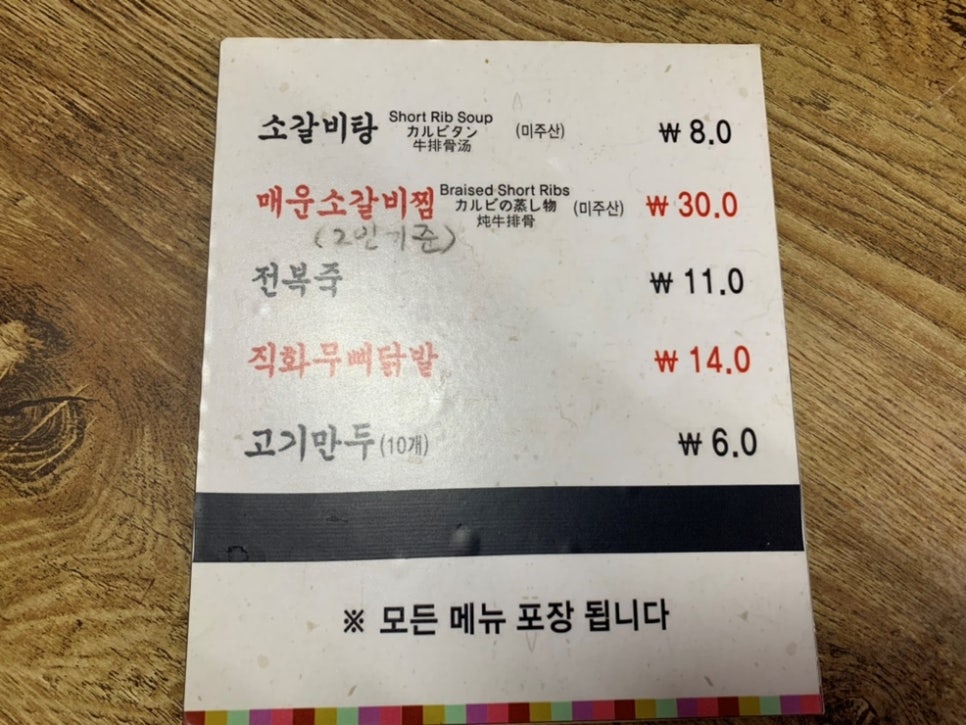 소갈비탕 Short Rib Soup (미주산) ₩ 8.0
カルビタン
牛排骨汤
매운소갈비찜 Braised Short Ribs (미주산) ₩ 30.0
カルビの蒸し物
炖牛排骨
(2인기준)
전복죽 ₩ 11.0
직화무뼈닭발 ₩ 14.0
고기만두(10개) ₩ 6.0
※ 모든 메뉴 포장 됩니다